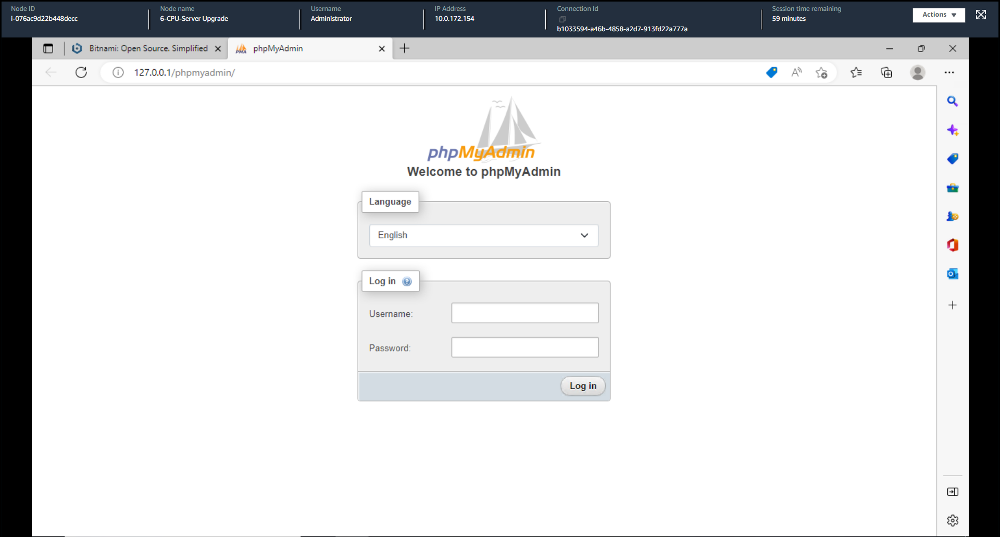 Node ID
i-076ac9d22b448decc
Node name
6-CPU-Server Upgrade
Username
Administrator
IP Address
10.0.172.154
Connection Id
b1033594-a46b-4858-a2d7-913fd22a777a
Session time remaining
59 minutes
Actions
Bitnami: Open Source. Simplified
PMA
phpMyAdmin
127.0.0.1/phpmyadmin/
phpMyAdmin
Welcome to phpMyAdmin
Language
English
Log in
Username:
Password:
Log in